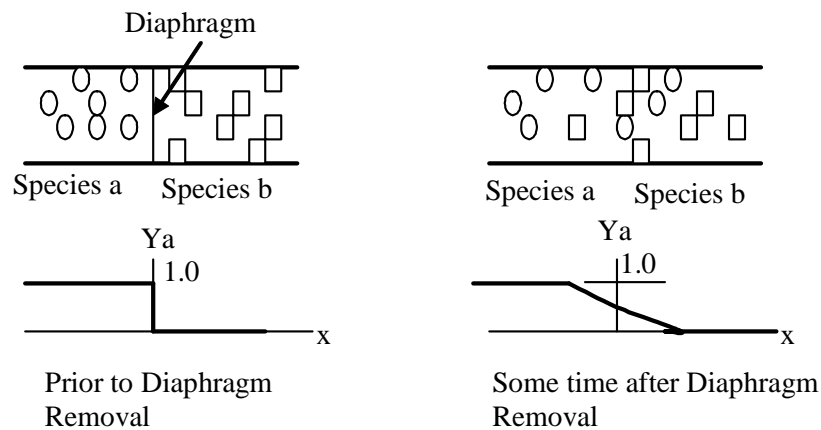 Diaphragm
Species a
Species b
Ya
1.0
x
Prior to Diaphragm
Removal
Species a
Species b
Ya
1.0
x
Some time after Diaphragm
Removal